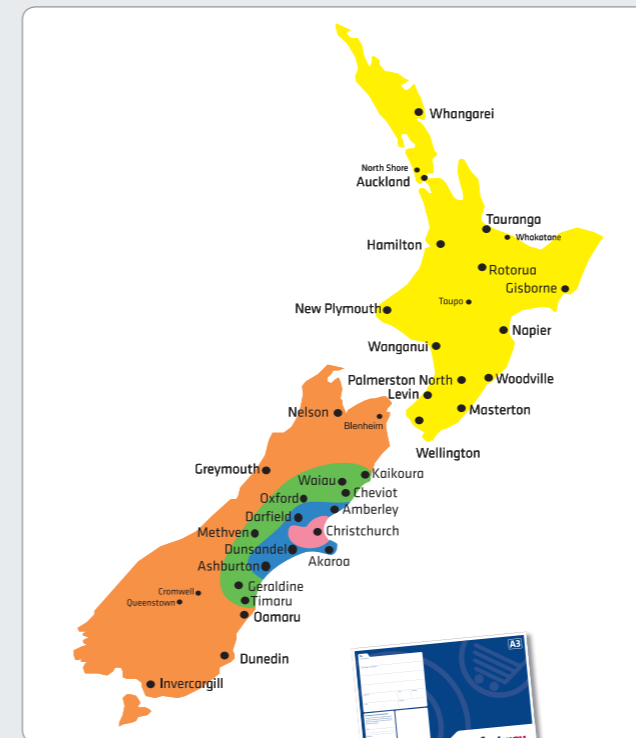 Whangarei
North Shore
Auckland
Tauranga
Whakatane
Hamilton
Rotorua
Gisborne
Taupo
New Plymouth
Napier
Wanganui
Palmerston North
Woodville
Levin
Masterton
Nelson
Blenheim
Wellington
Greymouth
Kaikoura
Waiau
Cheviot
Oxford
Amberley
Darfield
Christchurch
Methven
Dunsandel
Akaroa
Ashburton
Geraldine
Cromwell
Queenstown
Timaru
Oamaru
Dunedin
Invercargill
A3